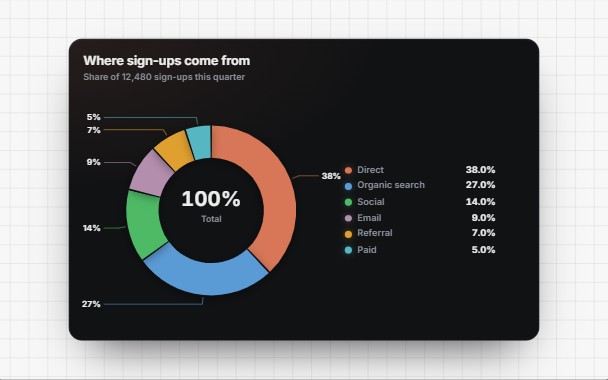 Where sign-ups come from
Share of 12,480 sign-ups this quarter
5%
7%
9%
14%
27%
38%
100%
Total
Direct 38.0%
Organic search 27.0%
Social 14.0%
Email 9.0%
Referral 7.0%
Paid 5.0%